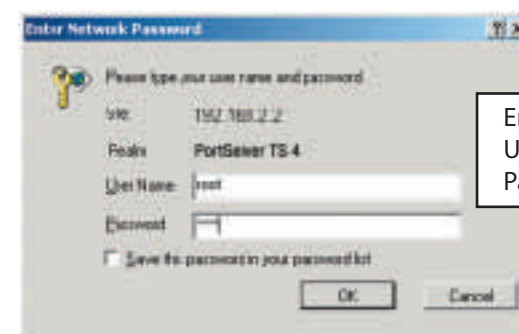 Enter Network Password
Please type your user name and password.
Site: 192.168.2.2
Realm PortServer TS 4
User Name root
Password
Save this password in your password list
OK Cancel
En
U
Pa